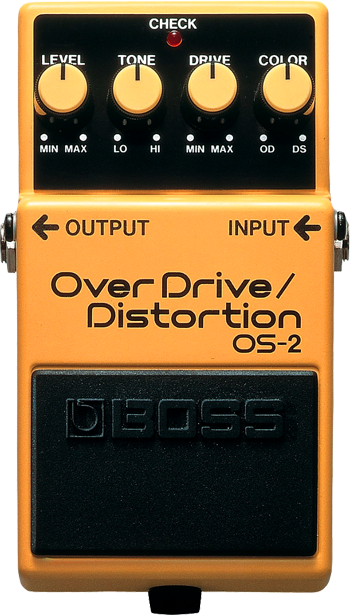 CHECK
LEVEL TONE DRIVE COLOR
MIN MAX LO HI MIN MAX OD DS
OUTPUT INPUT
Over Drive/
Distortion
OS-2
BOSS